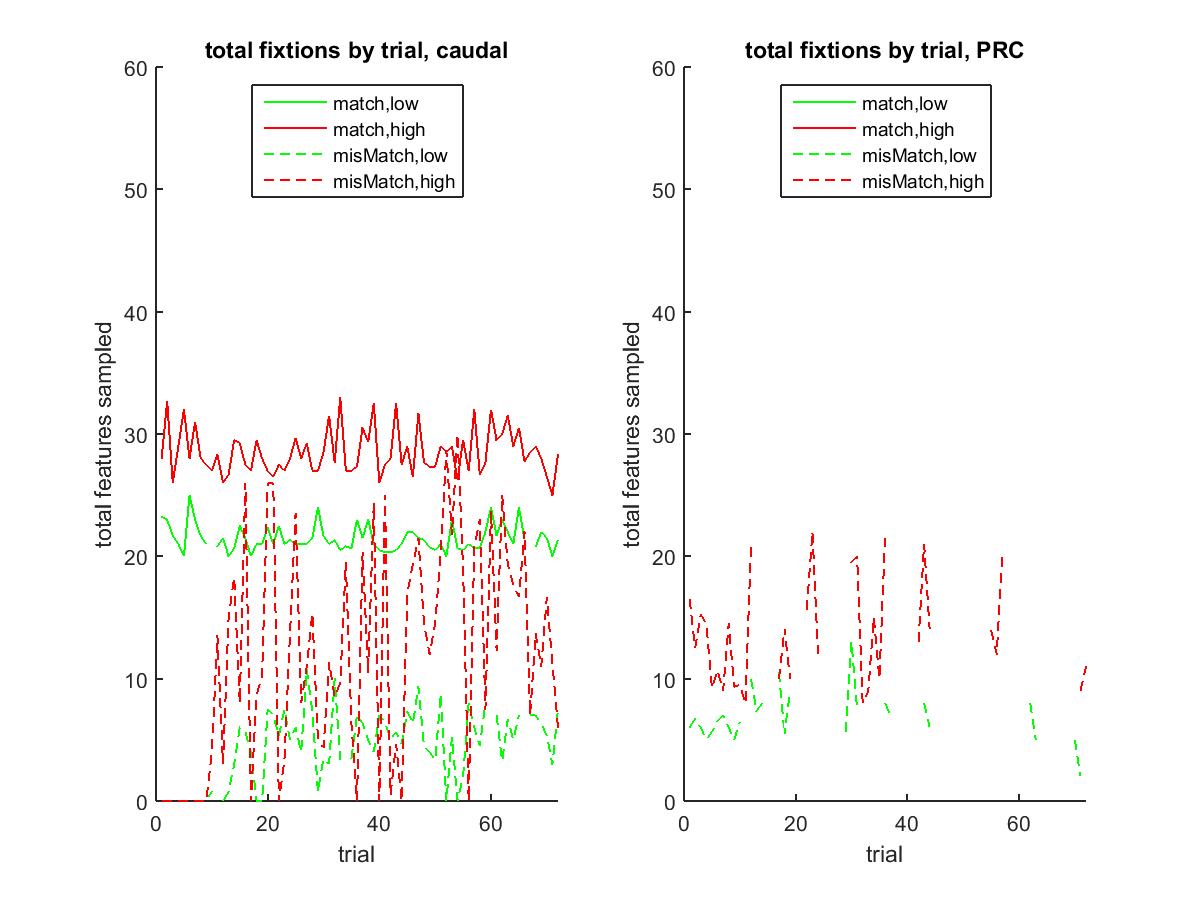 total fixtions by trial, caudal
match,low
match,high
misMatch,low
misMatch,high
60
50
40
30
20
10
0
total features sampled
0 20 40 60
trial
total fixtions by trial, PRC
match,low
match,high
misMatch,low
misMatch,high
60
50
40
30
20
10
0
total features sampled
0 20 40 60
trial